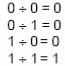 0 ÷ 0 = 0
0 ÷ 1 = 0
1 ÷ 0 = 0
1 ÷ 1 = 1